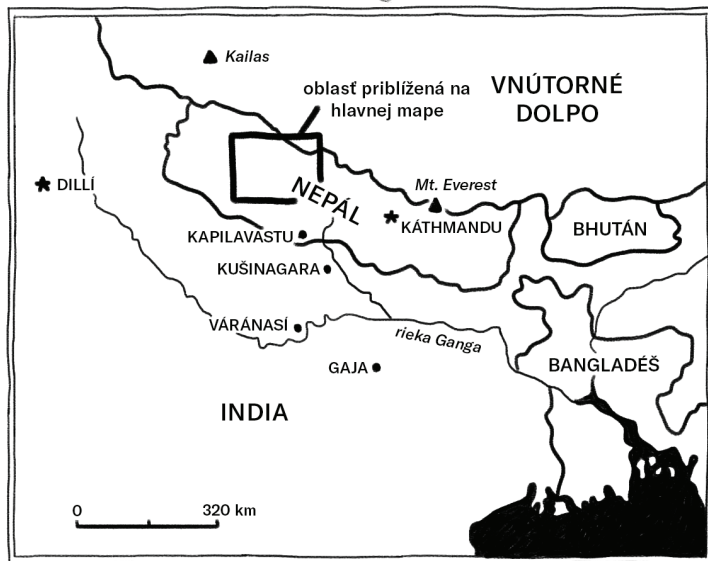 Kailas
oblasť priblížená na
hlavnej mape
VNÚTORNÉ
DOLPO
DILLÍ
NEPÁL
Mt. Everest
KÁTHMANDU
BHUTÁN
KAPILAVASTU
KUŠINAGARA
VÁRÁNASÍ
rieka Ganga
GAJA
BANGLADÉŠ
INDIA
0
320 km